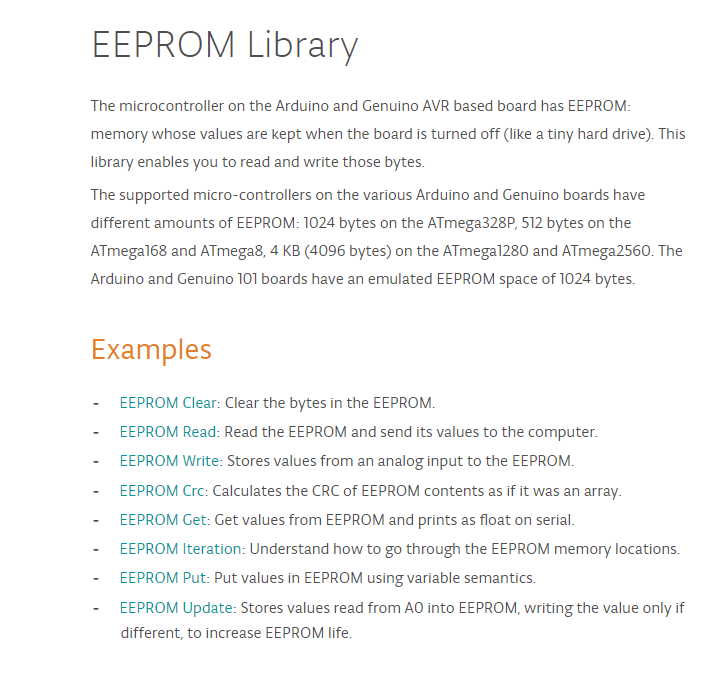 EEPROM Library
The microcontroller on the Arduino and Genuino AVR based board has EEPROM:
memory whose values are kept when the board is turned off (like a tiny hard drive). This
library enables you to read and write those bytes.
The supported micro-controllers on the various Arduino and Genuino boards have
different amounts of EEPROM: 1024 bytes on the ATmega328P, 512 bytes on the
ATmega168 and ATmega8, 4 KB (4096 bytes) on the ATmega1280 and ATmega2560. The
Arduino and Genuino 101 boards have an emulated EEPROM space of 1024 bytes.
Examples
- EEPROM Clear: Clear the bytes in the EEPROM.
- EEPROM Read: Read the EEPROM and send its values to the computer.
- EEPROM Write: Stores values from an analog input to the EEPROM.
- EEPROM Crc: Calculates the CRC of EEPROM contents as if it was an array.
- EEPROM Get: Get values from EEPROM and prints as float on serial.
- EEPROM Iteration: Understand how to go through the EEPROM memory locations.
- EEPROM Put: Put values in EEPROM using variable semantics.
- EEPROM Update: Stores values read from A0 into EEPROM, writing the value only if
different, to increase EEPROM life.